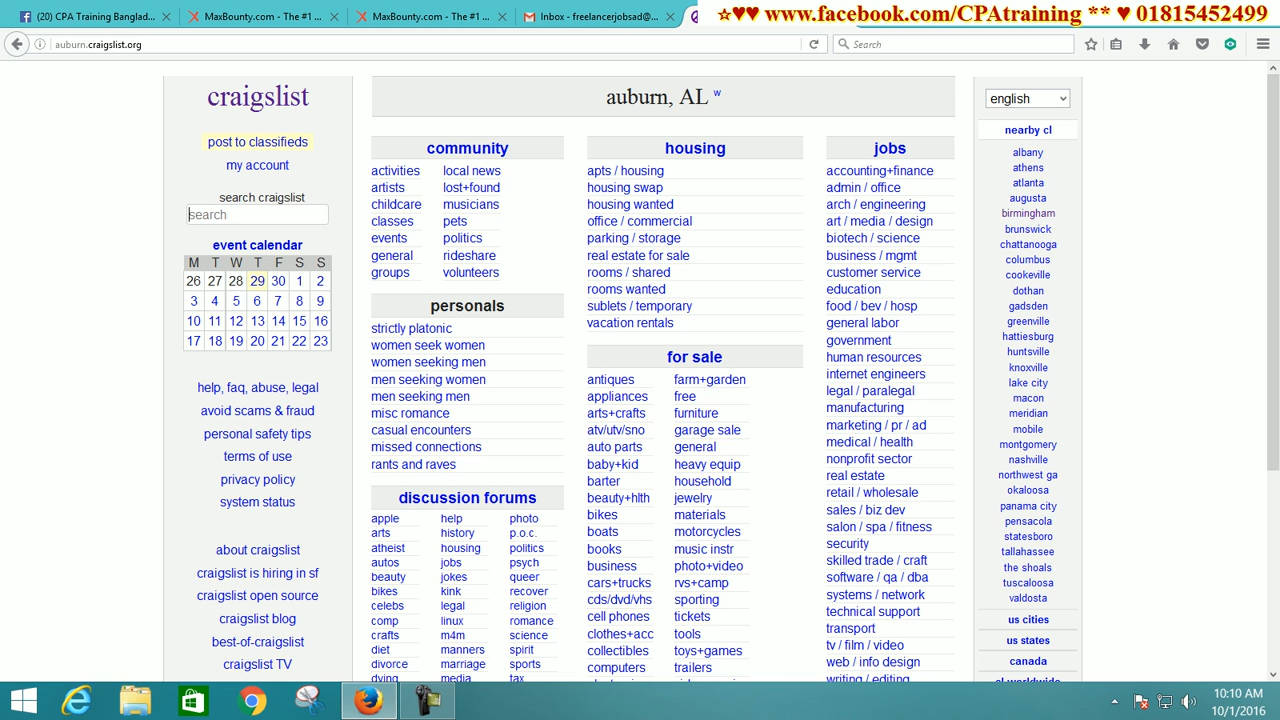 (20) CPA Training Banglad...
MaxBounty.com - The #1 ...
MaxBounty.com - The #1 ...
Inbox - freelancerjobsad@...
☆♥♥ www.facebook.com/CPAtraining ** ♥ 01815452499
auburn.craigslist.org
Search
craigslist
post to classifieds
my account
search craigslist
search
event calendar
M T W T F S S
26 27 28 29 30 1 2
3 4 5 6 7 8 9
10 11 12 13 14 15 16
17 18 19 20 21 22 23
help, faq, abuse, legal
avoid scams & fraud
personal safety tips
terms of use
privacy policy
system status
about craigslist
craigslist is hiring in sf
craigslist open source
craigslist blog
best-of-craigslist
craigslist TV
auburn, AL w
community
activities local news
artists lost+found
childcare musicians
classes pets
events politics
general rideshare
groups volunteers
personals
strictly platonic
women seek women
women seeking men
men seeking women
men seeking men
misc romance
casual encounters
missed connections
rants and raves
discussion forums
apple help photo
arts history p.o.c.
atheist housing politics
autos jobs psych
beauty jokes queer
bikes kink recover
celebs legal religion
comp linux romance
crafts m4m science
diet manners spirit
divorce marriage sports
dying media tax
housing
apts / housing
housing swap
housing wanted
office / commercial
parking / storage
real estate for sale
rooms / shared
rooms wanted
sublets / temporary
vacation rentals
for sale
antiques farm+garden
appliances free
arts+crafts furniture
atv/utv/sno garage sale
auto parts general
baby+kid heavy equip
barter household
beauty+hlth jewelry
bikes materials
boats motorcycles
books music instr
business photo+video
cars+trucks rvs+camp
cds/dvd/vhs sporting
cell phones tickets
clothes+acc tools
collectibles toys+games
computers trailers
jobs
accounting+finance
admin / office
arch / engineering
art / media / design
biotech / science
business / mgmt
customer service
education
food / bev / hosp
general labor
government
human resources
internet engineers
legal / paralegal
manufacturing
marketing / pr / ad
medical / health
nonprofit sector
real estate
retail / wholesale
sales / biz dev
salon / spa / fitness
security
skilled trade / craft
software / qa / dba
systems / network
technical support
transport
tv / film / video
web / info design
writing / editing
english
nearby cl
albany
athens
atlanta
augusta
birmingham
brunswick
chattanooga
columbus
cookeville
dothan
gadsden
greenville
hattiesburg
huntsville
knoxville
lake city
macon
meridian
mobile
montgomery
nashville
northwest ga
okaloosa
panama city
pensacola
statesboro
tallahassee
the shoals
tuscaloosa
valdosta
us cities
us states
canada
cl worldwide
10:10 AM
10/1/2016